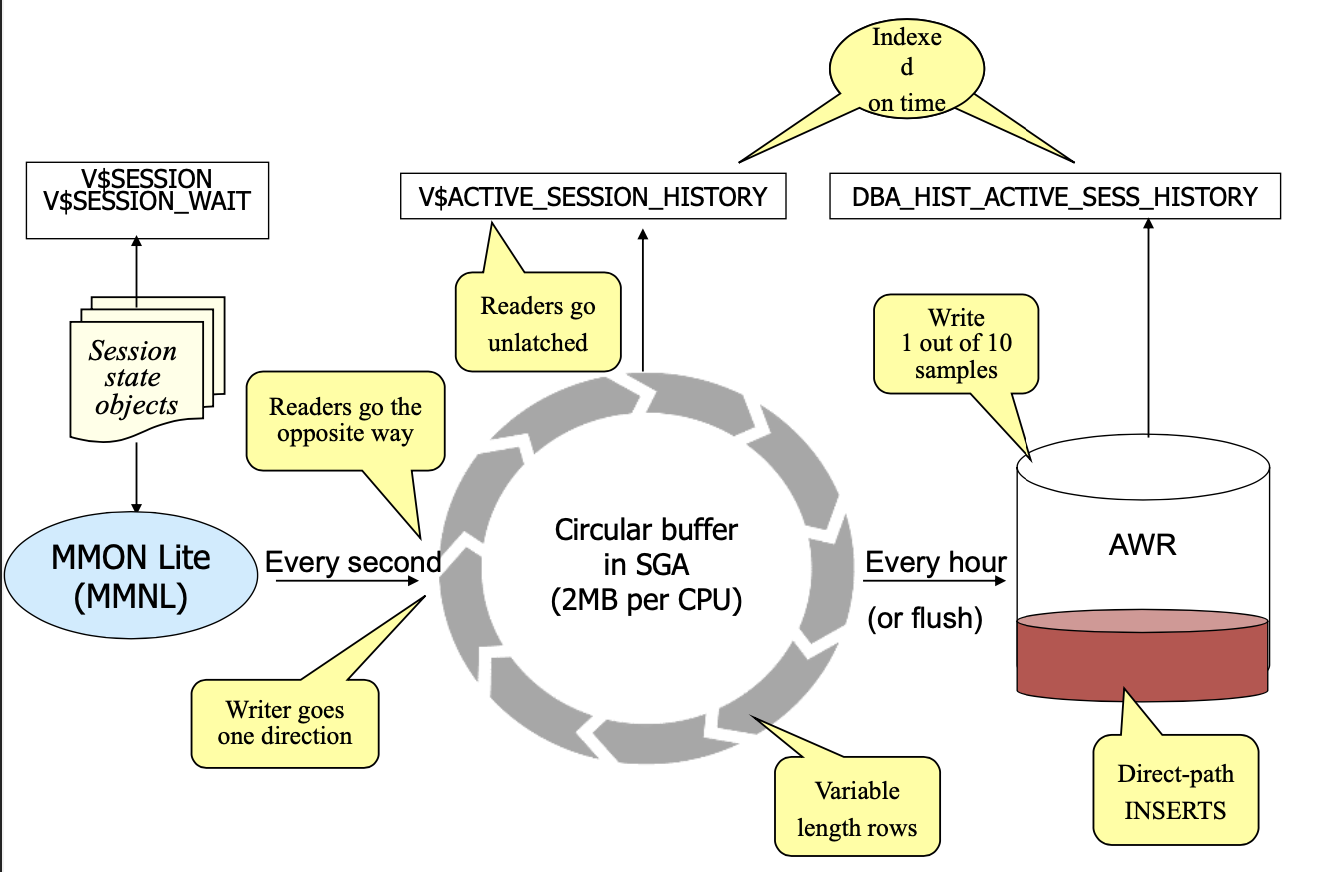 Indexe
d
on time
V$SESSION
V$SESSION_WAIT
V$ACTIVE_SESSION_HISTORY
DBA_HIST_ACTIVE_SESS_HISTORY
Readers go
unlatched
Write
1 out of 10
samples
Session
state
objects
Readers go the
opposite way
MMON Lite
(MMNL)
Every second
Circular buffer
in SGA
(2MB per CPU)
Every hour
(or flush)
AWR
Writer goes
one direction
Variable
length rows
Direct-path
INSERTS